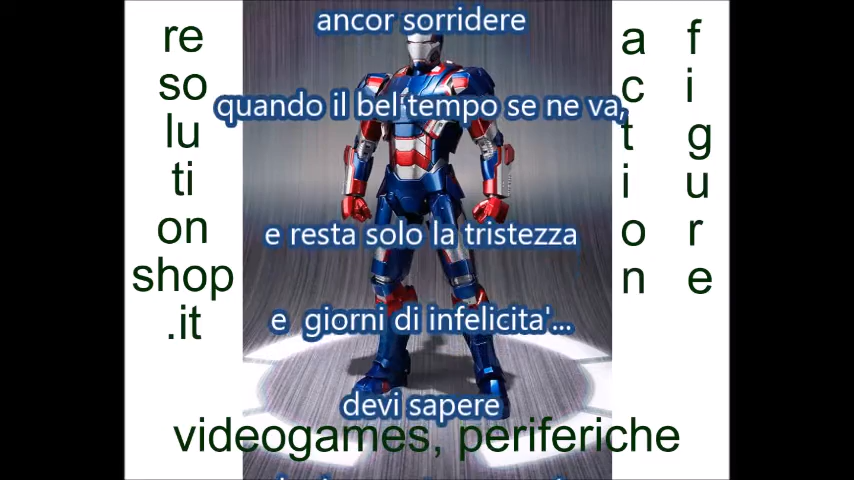 re
so
lu
ti
on
shop
.it
ancor sorridere
quando il bel tempo se ne va,
e resta solo la tristezza
e giorni di infelicita'...
devi sapere
a
c
t
i
o
n
f
i
g
u
r
e
videogames, periferiche